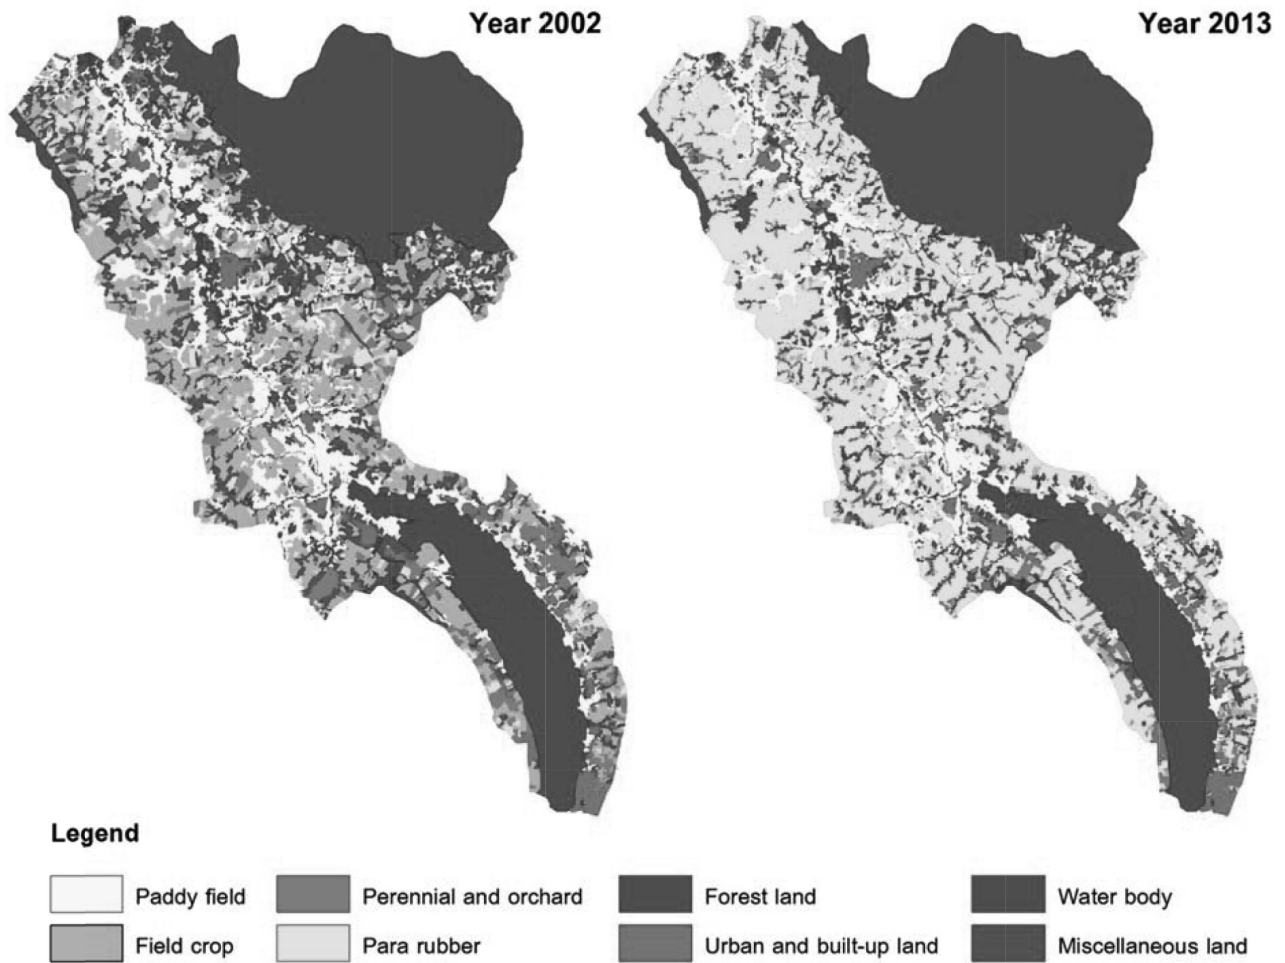 Year 2002
Year 2013
Legend
Paddy field
Perennial and orchard
Forest land
Water body
Field crop
Para rubber
Urban and built-up land
Miscellaneous land